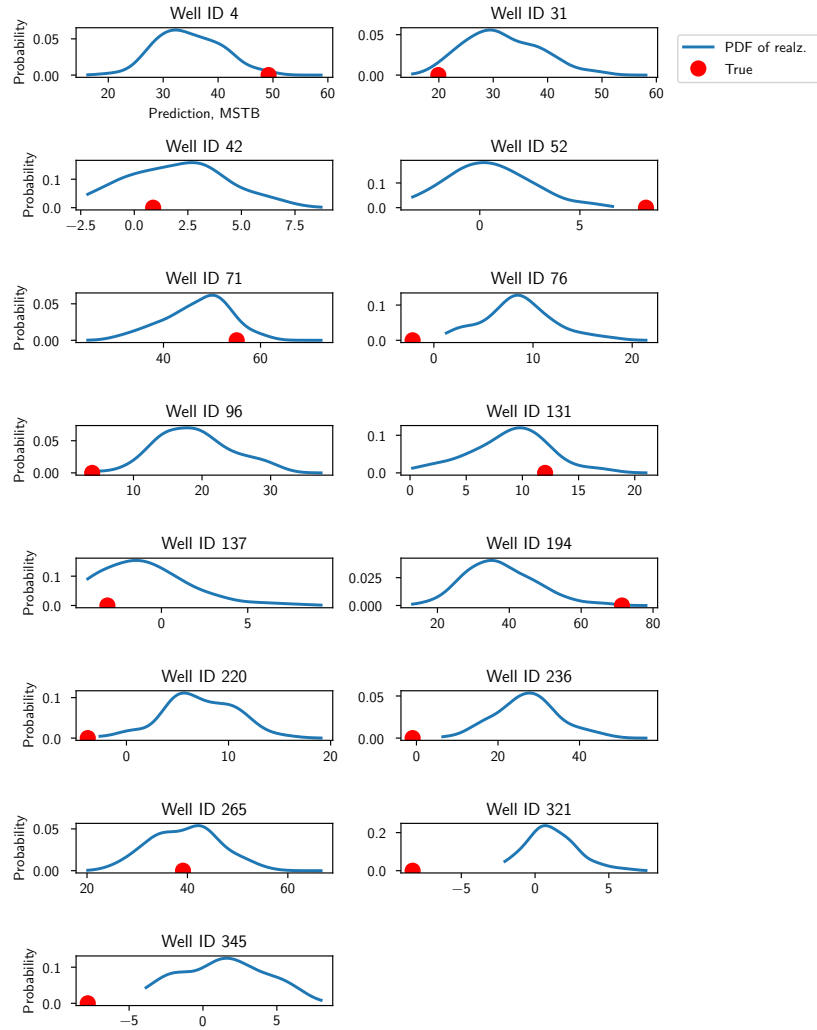 Well ID 4
Well ID 31
PDF of realz.
True
Probability
0.05
0.00
20 30 40 50 60
Prediction, MSTB
0.05
0.00
20 30 40 50 60
Well ID 42
Well ID 52
Probability
0.1
0.0
−2.5 0.0 2.5 5.0 7.5
0.1
0.0
0 5
Well ID 71
Well ID 76
Probability
0.05
0.00
40 60
0.1
0.0
0 10 20
Well ID 96
Well ID 131
Probability
0.05
0.00
10 20 30
0.1
0.0
0 5 10 15 20
Well ID 137
Well ID 194
Probability
0.1
0.0
0 5
0.025
0.000
20 40 60 80
Well ID 220
Well ID 236
Probability
0.1
0.0
0 10 20
0.05
0.00
0 20 40
Well ID 265
Well ID 321
Probability
0.05
0.00
20 40 60
0.2
0.0
−5 0 5
Well ID 345
Probability
0.1
0.0
−5 0 5